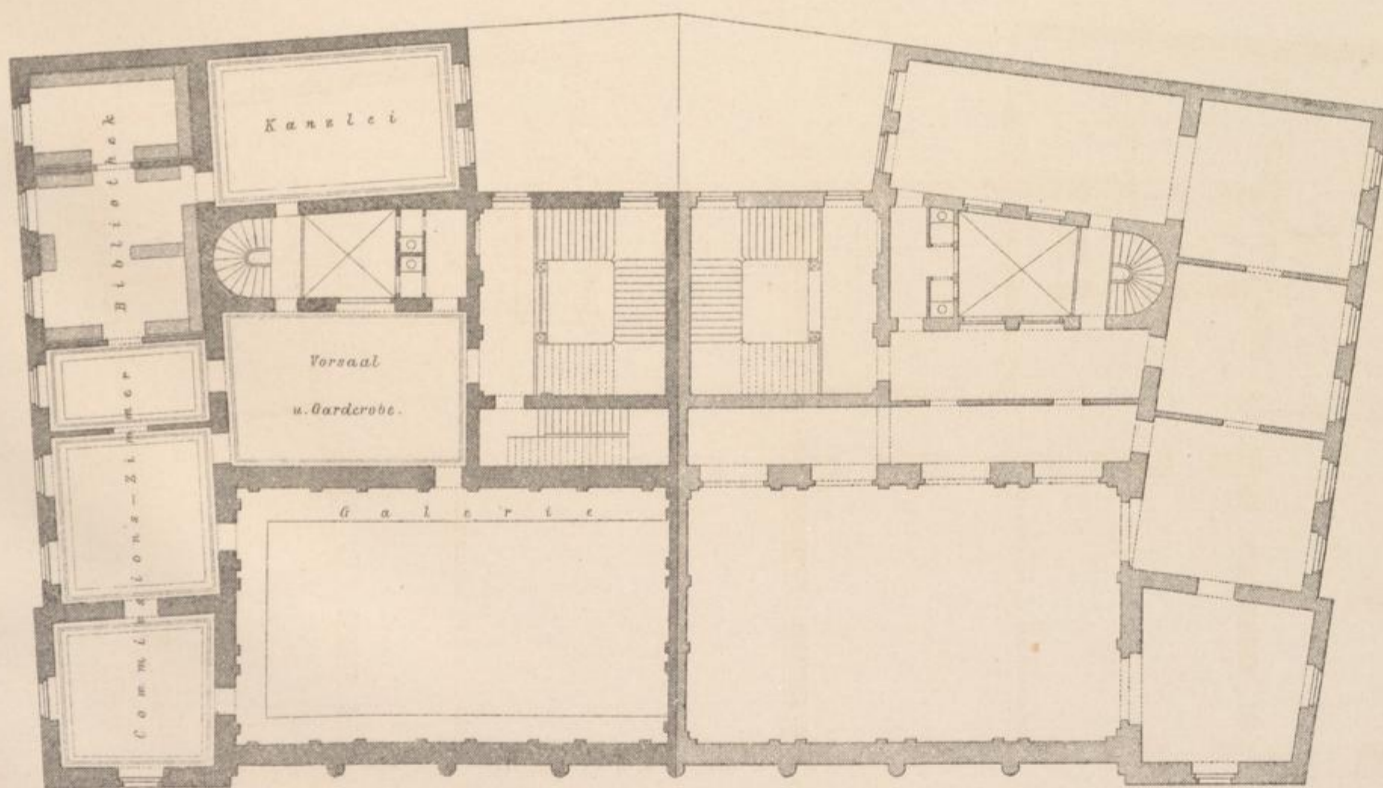 Kanzlei
Bibliothek
Vorsaal
u. Garderobe.
Commissions-Zimmer
Galerie